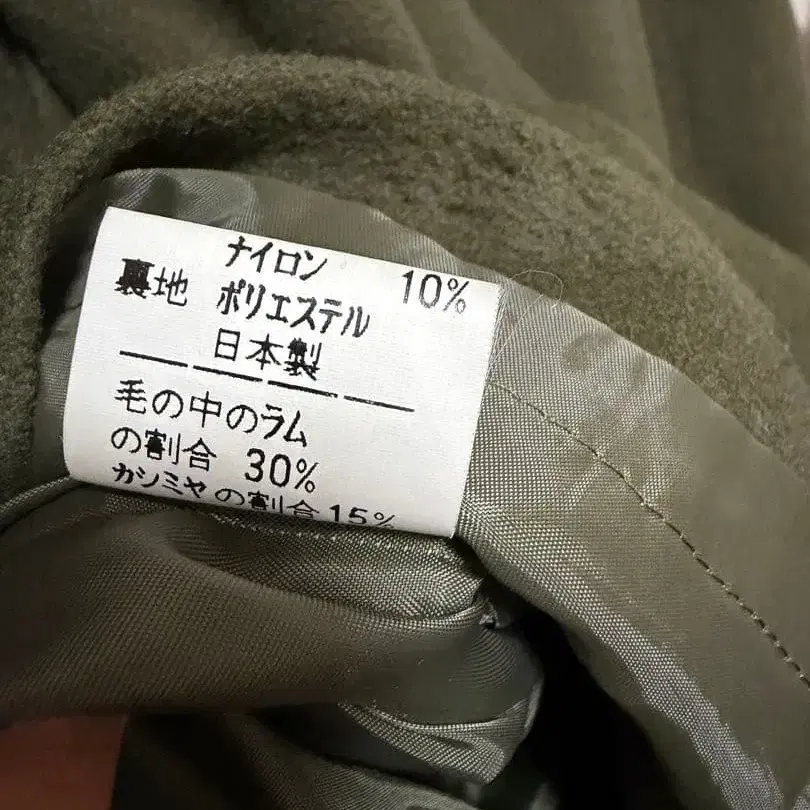 ナイロン 10%
裏地 ポリエステル
日本製
毛の中のラム
の割合 30%
カシミヤの割合 15%